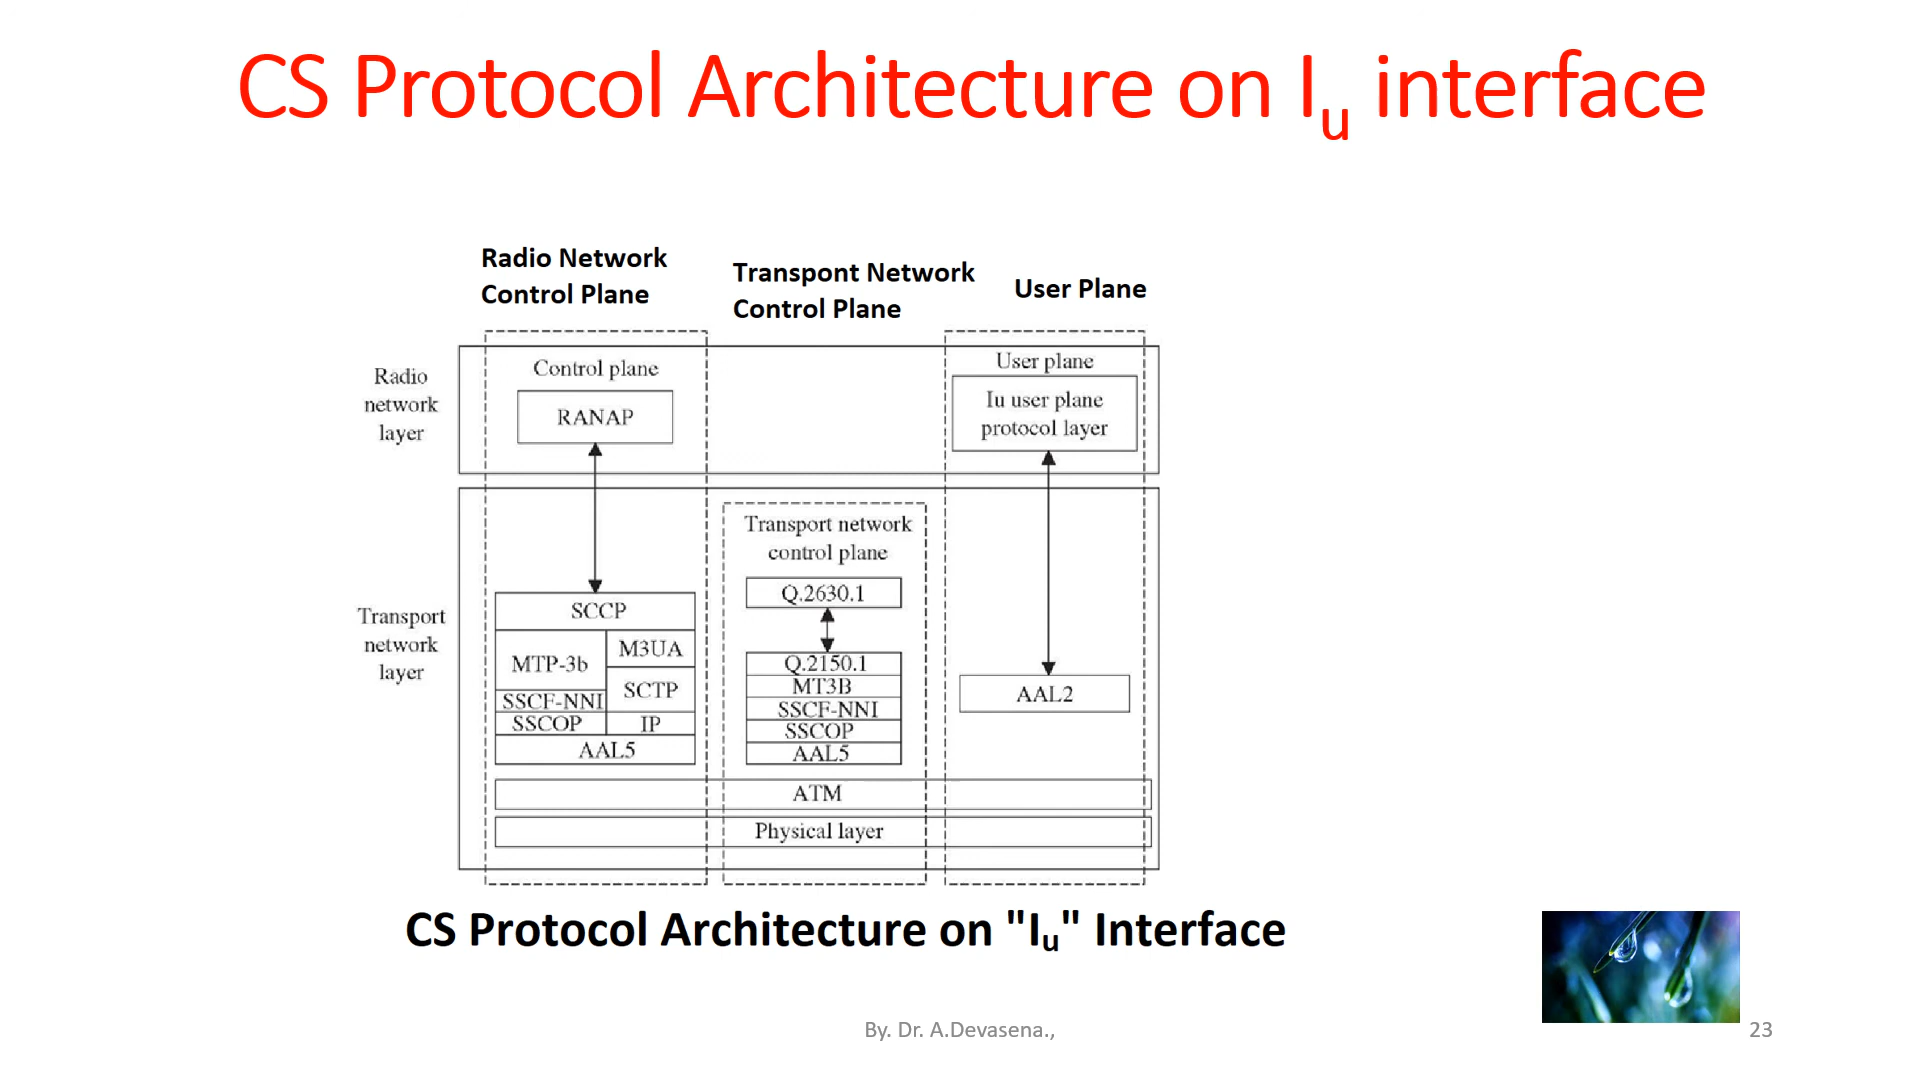 CS Protocol Architecture on Iu interface
Radio Network
Control Plane
Transpont Network
Control Plane
User Plane
Radio
network
layer
Control plane
RANAP
User plane
Iu user plane
protocol layer
Transport
network
layer
SCCP
MTP-3b
M3UA
SCTP
SSCF-NNI
SSCOP
IP
AAL5
Transport network
control plane
Q.2630.1
Q.2150.1
MT3B
SSCF-NNI
SSCOP
AAL5
AAL2
ATM
Physical layer
CS Protocol Architecture on "Iu" Interface
By. Dr. A.Devasena.,
23